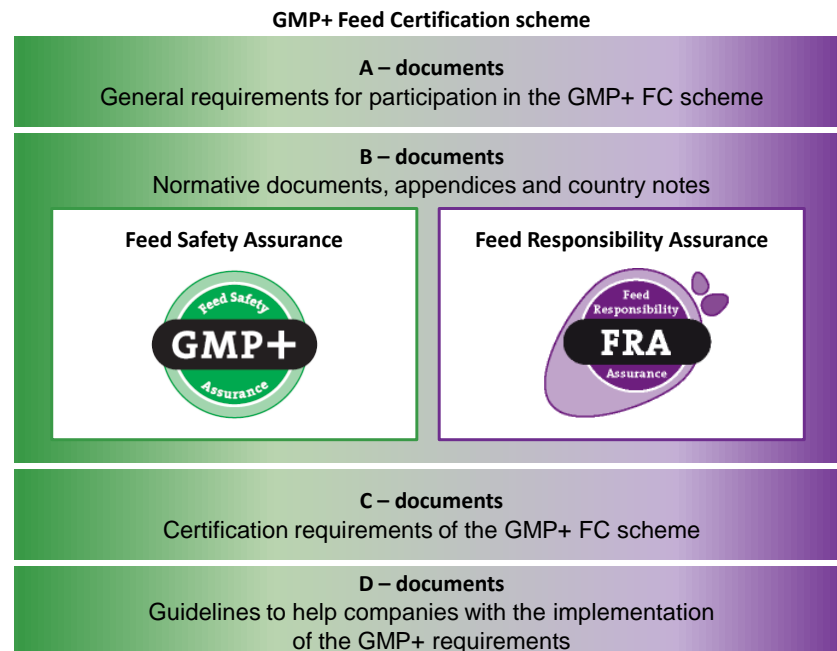 GMP+ Feed Certification scheme
A – documents
General requirements for participation in the GMP+ FC scheme
B – documents
Normative documents, appendices and country notes
Feed Safety Assurance
Feed Safety
GMP+
Assurance
Feed Responsibility Assurance
Feed
Responsibility
FRA
Assurance
C – documents
Certification requirements of the GMP+ FC scheme
D – documents
Guidelines to help companies with the implementation
of the GMP+ requirements